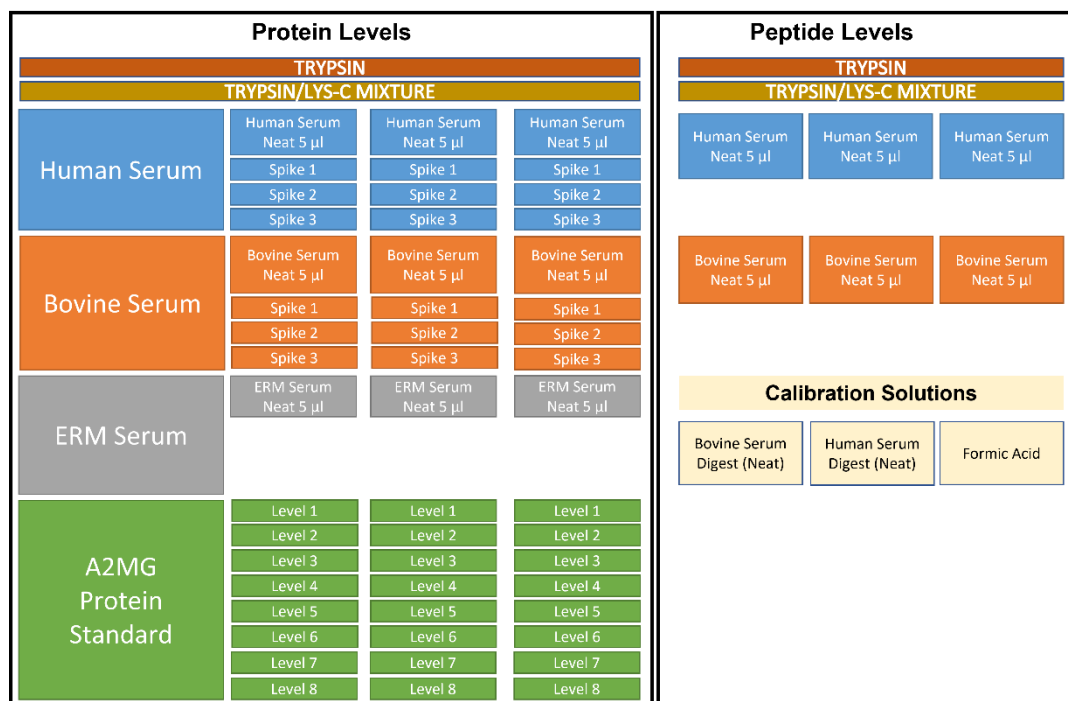 Protein Levels
TRYPSIN
TRYPSIN/LYS-C MIXTURE
Human Serum
Human Serum
Neat 5 µl
Spike 1
Spike 2
Spike 3
Human Serum
Neat 5 µl
Spike 1
Spike 2
Spike 3
Human Serum
Neat 5 µl
Spike 1
Spike 2
Spike 3
Bovine Serum
Bovine Serum
Neat 5 µl
Spike 1
Spike 2
Spike 3
Bovine Serum
Neat 5 µl
Spike 1
Spike 2
Spike 3
Bovine Serum
Neat 5 µl
Spike 1
Spike 2
Spike 3
ERM Serum
ERM Serum
Neat 5 µl
ERM Serum
Neat 5 µl
ERM Serum
Neat 5 µl
A2MG
Protein
Standard
Level 1
Level 2
Level 3
Level 4
Level 5
Level 6
Level 7
Level 8
Level 1
Level 2
Level 3
Level 4
Level 5
Level 6
Level 7
Level 8
Level 1
Level 2
Level 3
Level 4
Level 5
Level 6
Level 7
Level 8
Peptide Levels
TRYPSIN
TRYPSIN/LYS-C MIXTURE
Human Serum
Neat 5 µl
Human Serum
Neat 5 µl
Human Serum
Neat 5 µl
Bovine Serum
Neat 5 µl
Bovine Serum
Neat 5 µl
Bovine Serum
Neat 5 µl
Calibration Solutions
Bovine Serum
Digest (Neat)
Human Serum
Digest (Neat)
Formic Acid